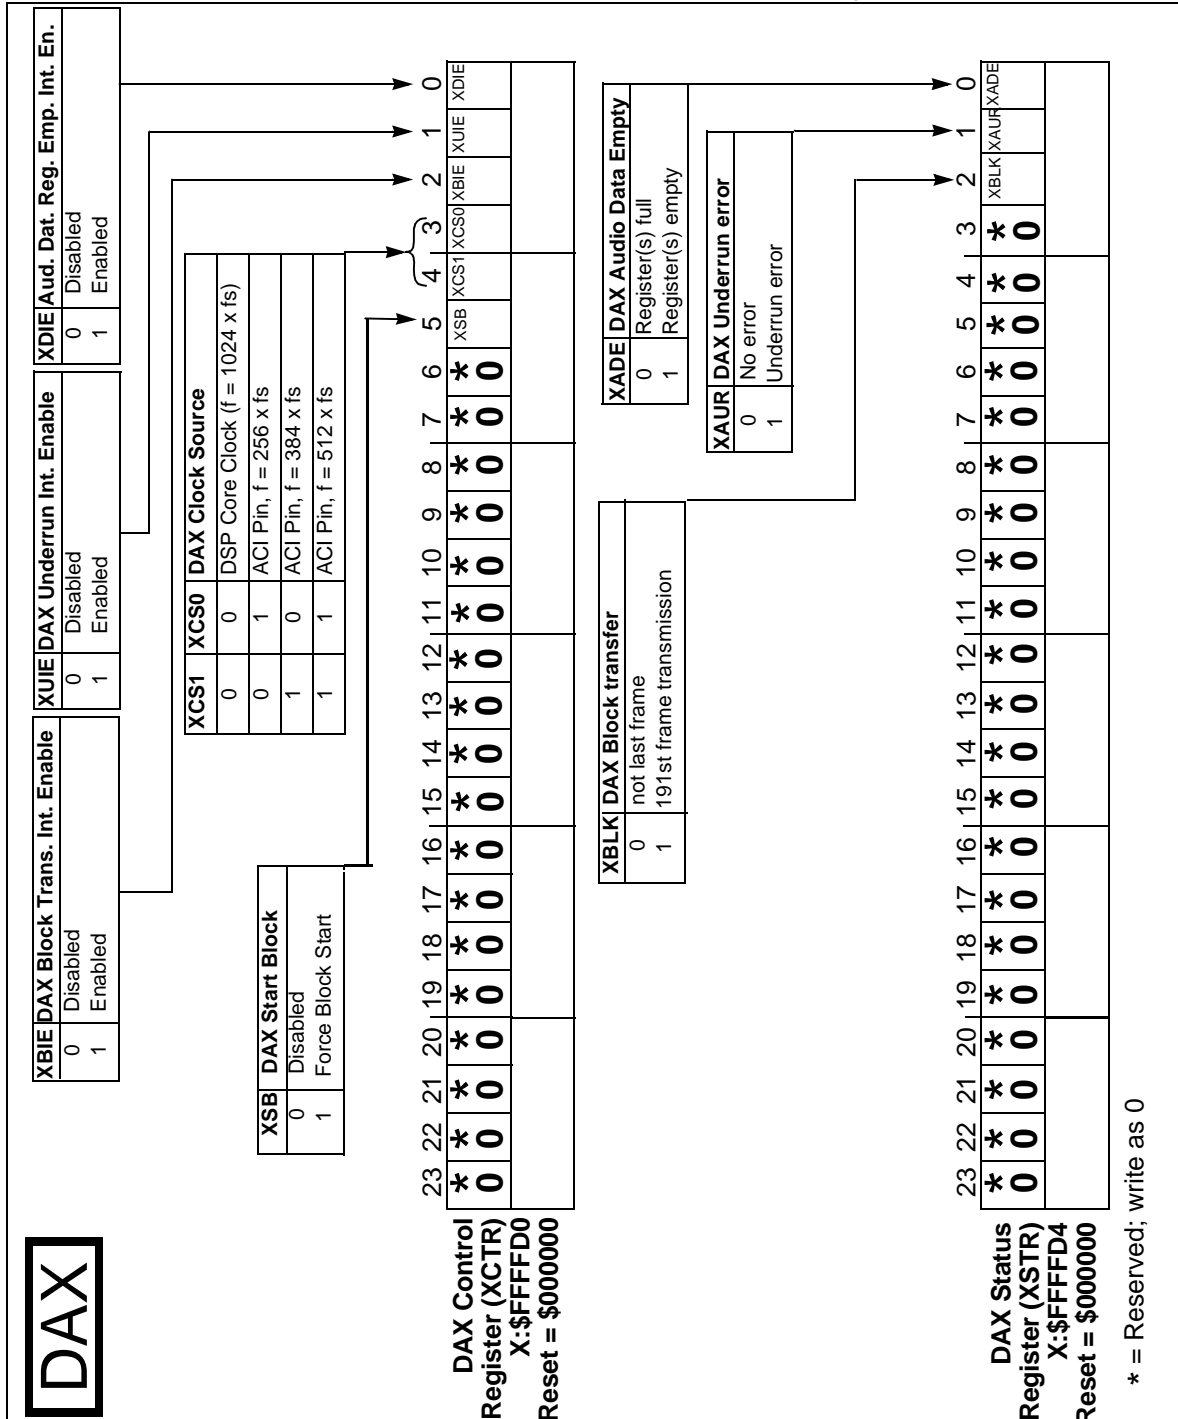 DAX
XBIE DAX Block Trans. Int. Enable
0 Disabled
1 Enabled
XUIE DAX Underrun Int. Enable
0 Disabled
1 Enabled
XDIE Aud. Dat. Reg. Emp. Int. En.
0 Disabled
1 Enabled
XCS1 XCS0 DAX Clock Source
0 0 DSP Core Clock (f = 1024 x fs)
0 1 ACI Pin, f = 256 x fs
1 0 ACI Pin, f = 384 x fs
1 1 ACI Pin, f = 512 x fs
XSB DAX Start Block
0 Disabled
1 Force Block Start
23 22 21 20 19 18 17 16 15 14 13 12 11 10 9 8 7 6 5 4 3 2 1 0
DAX Control
Register (XCTR)
X:$FFFFD0
Reset = $000000
* * * * * * * * * * * * * * * * * * XSB XCS1 XCS0 XBIE XUIE XDIE
0 0 0 0 0 0 0 0 0 0 0 0 0 0 0 0 0 0
XBLK DAX Block transfer
0 not last frame
1 191st frame transmission
XADE DAX Audio Data Empty
0 Register(s) full
1 Register(s) empty
XAUR DAX Underrun error
0 No error
1 Underrun error
23 22 21 20 19 18 17 16 15 14 13 12 11 10 9 8 7 6 5 4 3 2 1 0
DAX Status
Register (XSTR)
X:$FFFFD4
Reset = $000000
* * * * * * * * * * * * * * * * * * * * * XBLK XAUR XADE
0 0 0 0 0 0 0 0 0 0 0 0 0 0 0 0 0 0 0 0 0
* = Reserved; write as 0